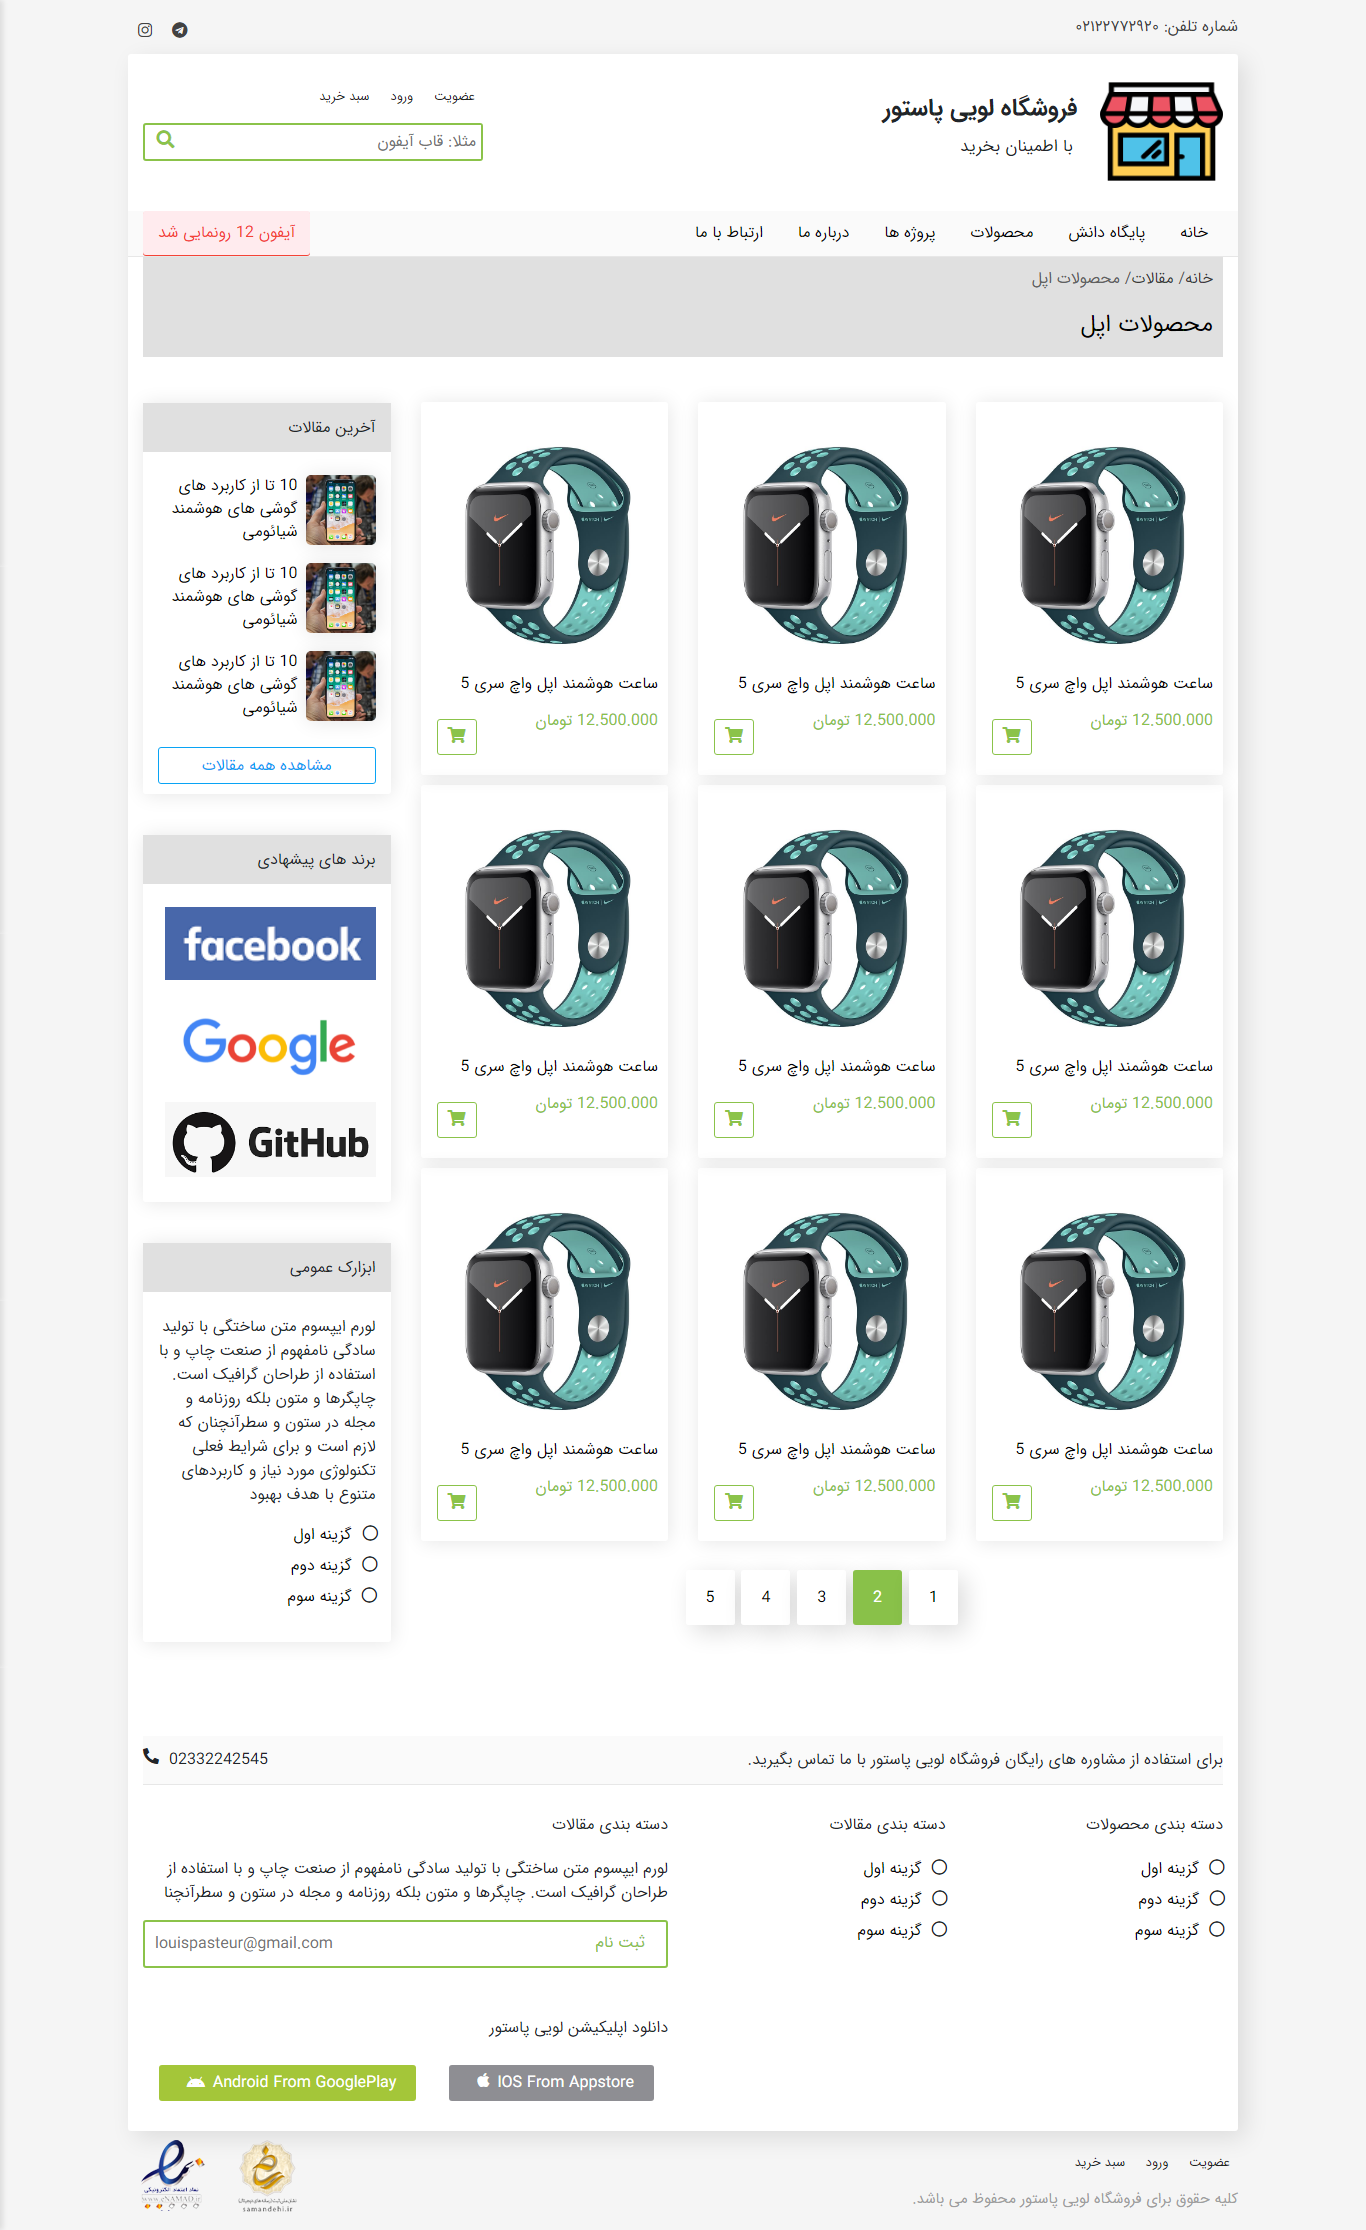 شماره تلفن: ۰۲۱۲۲۷۷۲۹۲۰
فروشگاه لویی پاستور
با اطمینان بخرید
عضویت ورود سبد خرید
مثلا: قاب آیفون
خانه پایگاه دانش محصولات پروژه ها درباره ما ارتباط با ما
آیفون 12 رونمایی شد
خانه/ مقالات/ محصولات اپل
محصولات اپل
ساعت هوشمند اپل واچ سری 5
12.500.000 تومان
ساعت هوشمند اپل واچ سری 5
12.500.000 تومان
ساعت هوشمند اپل واچ سری 5
12.500.000 تومان
ساعت هوشمند اپل واچ سری 5
12.500.000 تومان
ساعت هوشمند اپل واچ سری 5
12.500.000 تومان
ساعت هوشمند اپل واچ سری 5
12.500.000 تومان
ساعت هوشمند اپل واچ سری 5
12.500.000 تومان
ساعت هوشمند اپل واچ سری 5
12.500.000 تومان
ساعت هوشمند اپل واچ سری 5
12.500.000 تومان
1 2 3 4 5
آخرین مقالات
10 تا از کاربرد های
گوشی های هوشمند
شیائومی
10 تا از کاربرد های
گوشی های هوشمند
شیائومی
10 تا از کاربرد های
گوشی های هوشمند
شیائومی
مشاهده همه مقالات
برند های پیشهادی
facebook
Google
GitHub
ابزارک عمومی
لورم ایپسوم متن ساختگی با تولید
سادگی نامفهوم از صنعت چاپ و با
استفاده از طراحان گرافیک است.
چاپگرها و متون بلکه روزنامه و
مجله در ستون و سطرآنچنان که
لازم است و برای شرایط فعلی
تکنولوژی مورد نیاز و کاربردهای
متنوع با هدف بهبود
گزینه اول
گزینه دوم
گزینه سوم
برای استفاده از مشاوره های رایگان فروشگاه لویی پاستور با ما تماس بگیرید.
02332242545
دسته بندی محصولات
گزینه اول
گزینه دوم
گزینه سوم
دسته بندی مقالات
گزینه اول
گزینه دوم
گزینه سوم
دسته بندی مقالات
لورم ایپسوم متن ساختگی با تولید سادگی نامفهوم از صنعت چاپ و با استفاده از
طراحان گرافیک است. چاپگرها و متون بلکه روزنامه و مجله در ستون و سطرآنچنا
ثبت نام louispasteur@gmail.com
دانلود اپلیکیشن لویی پاستور
IOS From Appstore
Android From GooglePlay
عضویت ورود سبد خرید
کلیه حقوق برای فروشگاه لویی پاستور محفوظ می باشد.
samandehi.ir
نماد اعتماد الکترونیکی
www.eNAMAD.ir